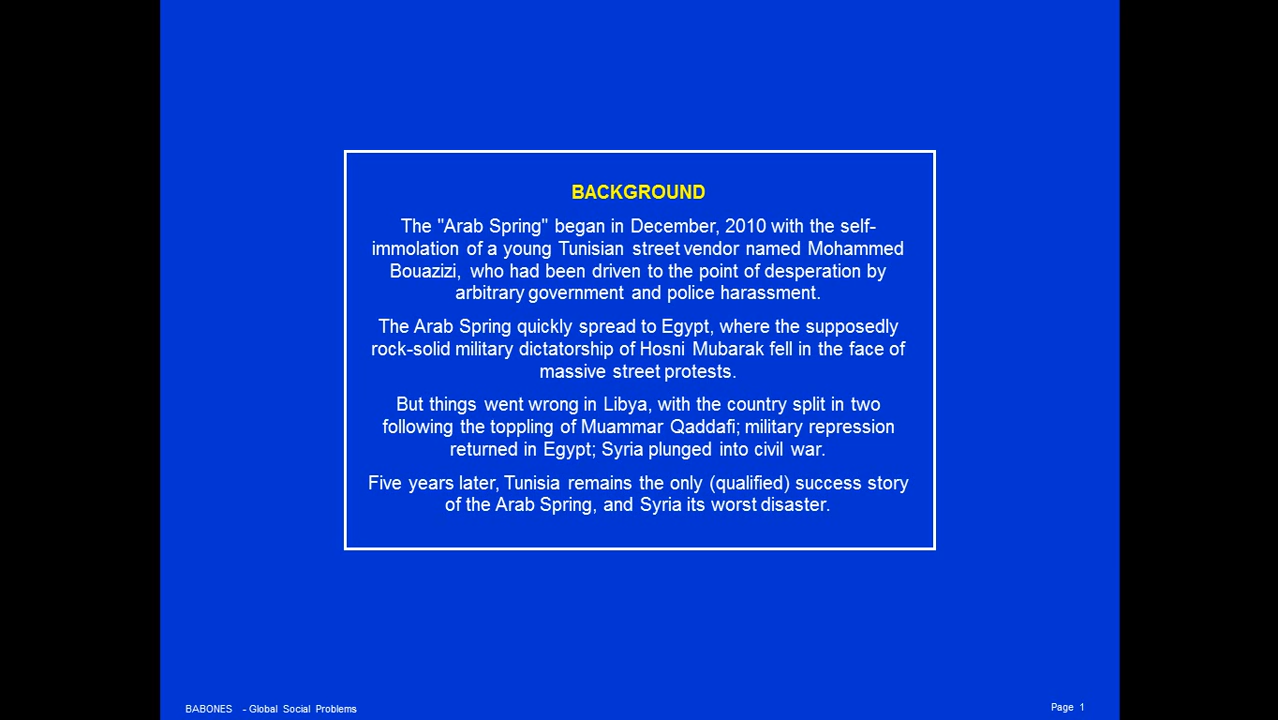 BACKGROUND
The "Arab Spring" began in December, 2010 with the self-
immolation of a young Tunisian street vendor named Mohammed
Bouazizi, who had been driven to the point of desperation by
arbitrary government and police harassment.
The Arab Spring quickly spread to Egypt, where the supposedly
rock-solid military dictatorship of Hosni Mubarak fell in the face of
massive street protests.
But things went wrong in Libya, with the country split in two
following the toppling of Muammar Qaddafi; military repression
returned in Egypt; Syria plunged into civil war.
Five years later, Tunisia remains the only (qualified) success story
of the Arab Spring, and Syria its worst disaster.
BABONES - Global Social Problems
Page 1